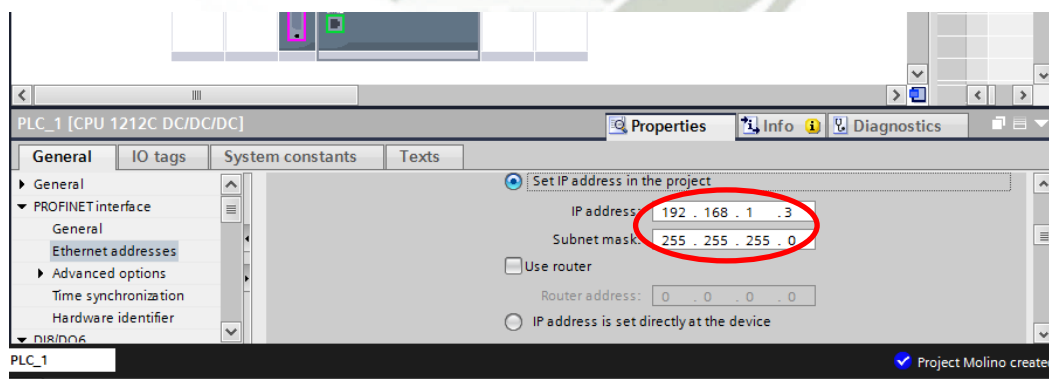 PLC_1 [CPU 1212C DC/DC/DC]
Properties Info Diagnostics
General IO tags System constants Texts
General
PROFINET interface
General
Ethernet addresses
Advanced options
Time synchronization
Hardware identifier
DI8/DO6
Set IP address in the project
IP address: 192 . 168 . 1 . 3
Subnet mask: 255 . 255 . 255 . 0
Use router
Router address: 0 . 0 . 0 . 0
IP address is set directly at the device
PLC_1
Project Molino created